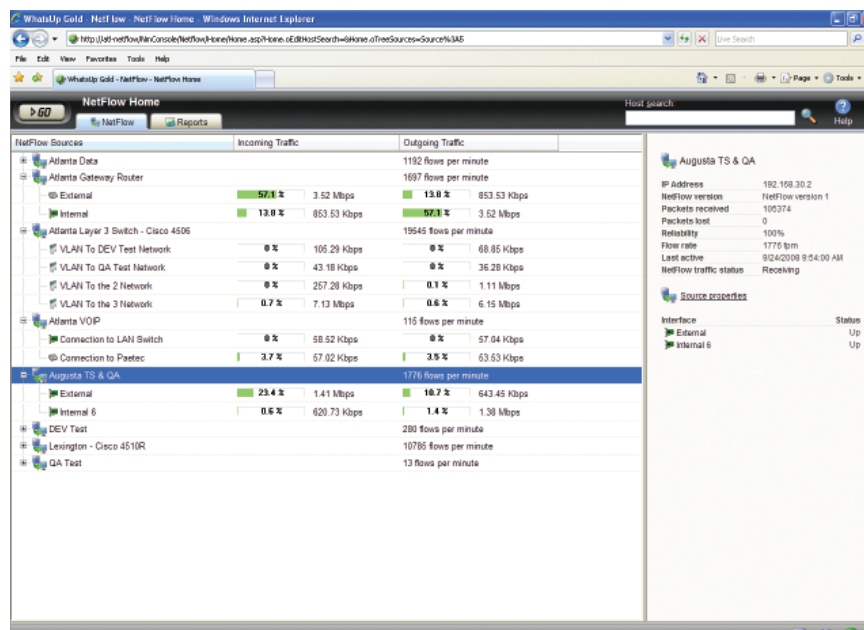 WhatsUp Gold - NetFlow - NetFlow Home - Windows Internet Explorer
Live Search
File Edit View Favorites Tools Help
WhatsUp Gold - NetFlow - NetFlow Home
Page Tools
GO NetFlow Home
NetFlow Reports
Host search:
Help
NetFlow Sources Incoming Traffic Outgoing Traffic
Atlanta Data 1192 flows per minute
Atlanta Gateway Router 1697 flows per minute
External 57.1 % 3.52 Mbps 13.8 % 853.53 Kbps
Internal 13.8 % 853.53 Kbps 57.1 % 3.52 Mbps
Atlanta Layer 3 Switch - Cisco 4506 19545 flows per minute
VLAN To DEV Test Network 0 % 105.29 Kbps 0 % 68.85 Kbps
VLAN To QA Test Network 0 % 43.18 Kbps 0 % 36.28 Kbps
VLAN To the 2 Network 0 % 257.28 Kbps 0.1 % 1.11 Mbps
VLAN To the 3 Network 0.7 % 7.13 Mbps 0.6 % 6.15 Mbps
Atlanta VOIP 115 flows per minute
Connection to LAN Switch 0 % 58.52 Kbps 0 % 57.04 Kbps
Connection to Paetec 3.7 % 57.02 Kbps 3.5 % 53.53 Kbps
Augusta TS & QA 1776 flows per minute
External 23.4 % 1.41 Mbps 10.7 % 643.45 Kbps
Internal 6 0.6 % 620.73 Kbps 1.4 % 1.38 Mbps
DEV Test 280 flows per minute
Lexington - Cisco 4510R 10785 flows per minute
QA Test 13 flows per minute
Augusta TS & QA
IP Address 192.168.30.2
NetFlow version NetFlow version 1
Packets received 105374
Packets lost 0
Reliability 100%
Flow rate 1776 fpm
Last active 9/24/2008 9:54:00 AM
NetFlow traffic status Receiving
Source properties
Interface Status
External Up
Internal 6 Up